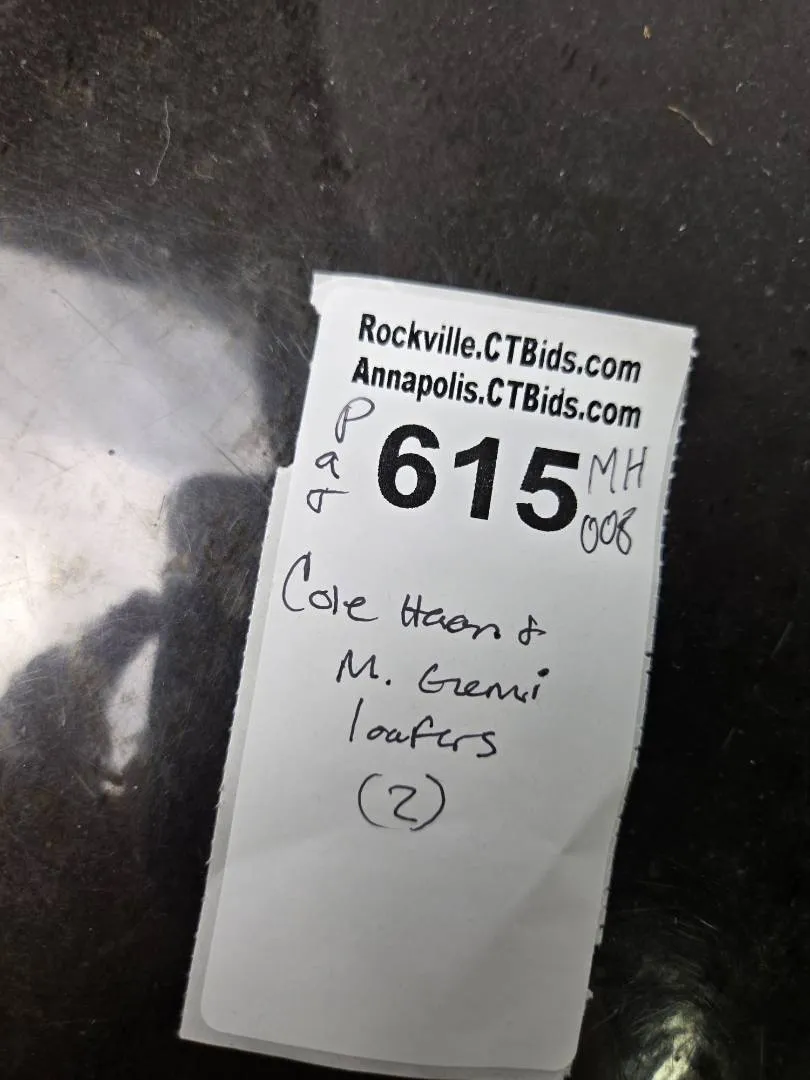 Rockville.CTBids.com
Annapolis.CTBids.com
615
MH
008
Cole Haan &
M. Gemi
loafers
(2)